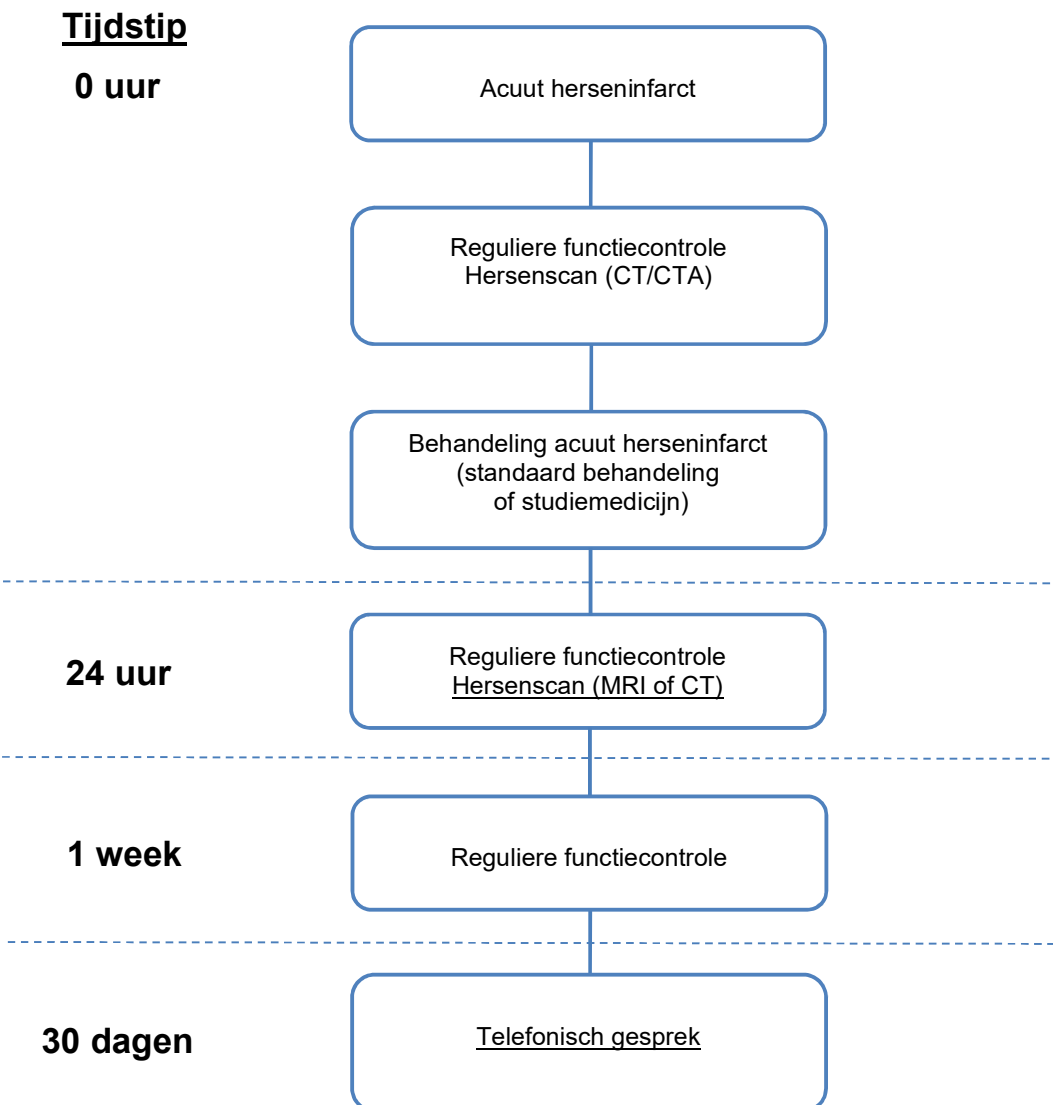 Tijdstip
0 uur
Acuut herseninfarct
Reguliere functiecontrole
Hersenscan (CT/CTA)
Behandeling acuut herseninfarct
(standaard behandeling
of studiemedicijn)
24 uur
Reguliere functiecontrole
Hersenscan (MRI of CT)
1 week
Reguliere functiecontrole
30 dagen
Telefonisch gesprek